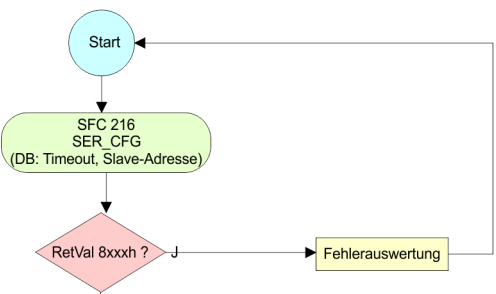 Start
SFC 216
SER_CFG
(DB: Timeout, Slave-Adresse)
RetVal 8xxxh ?
J
Fehlerauswertung